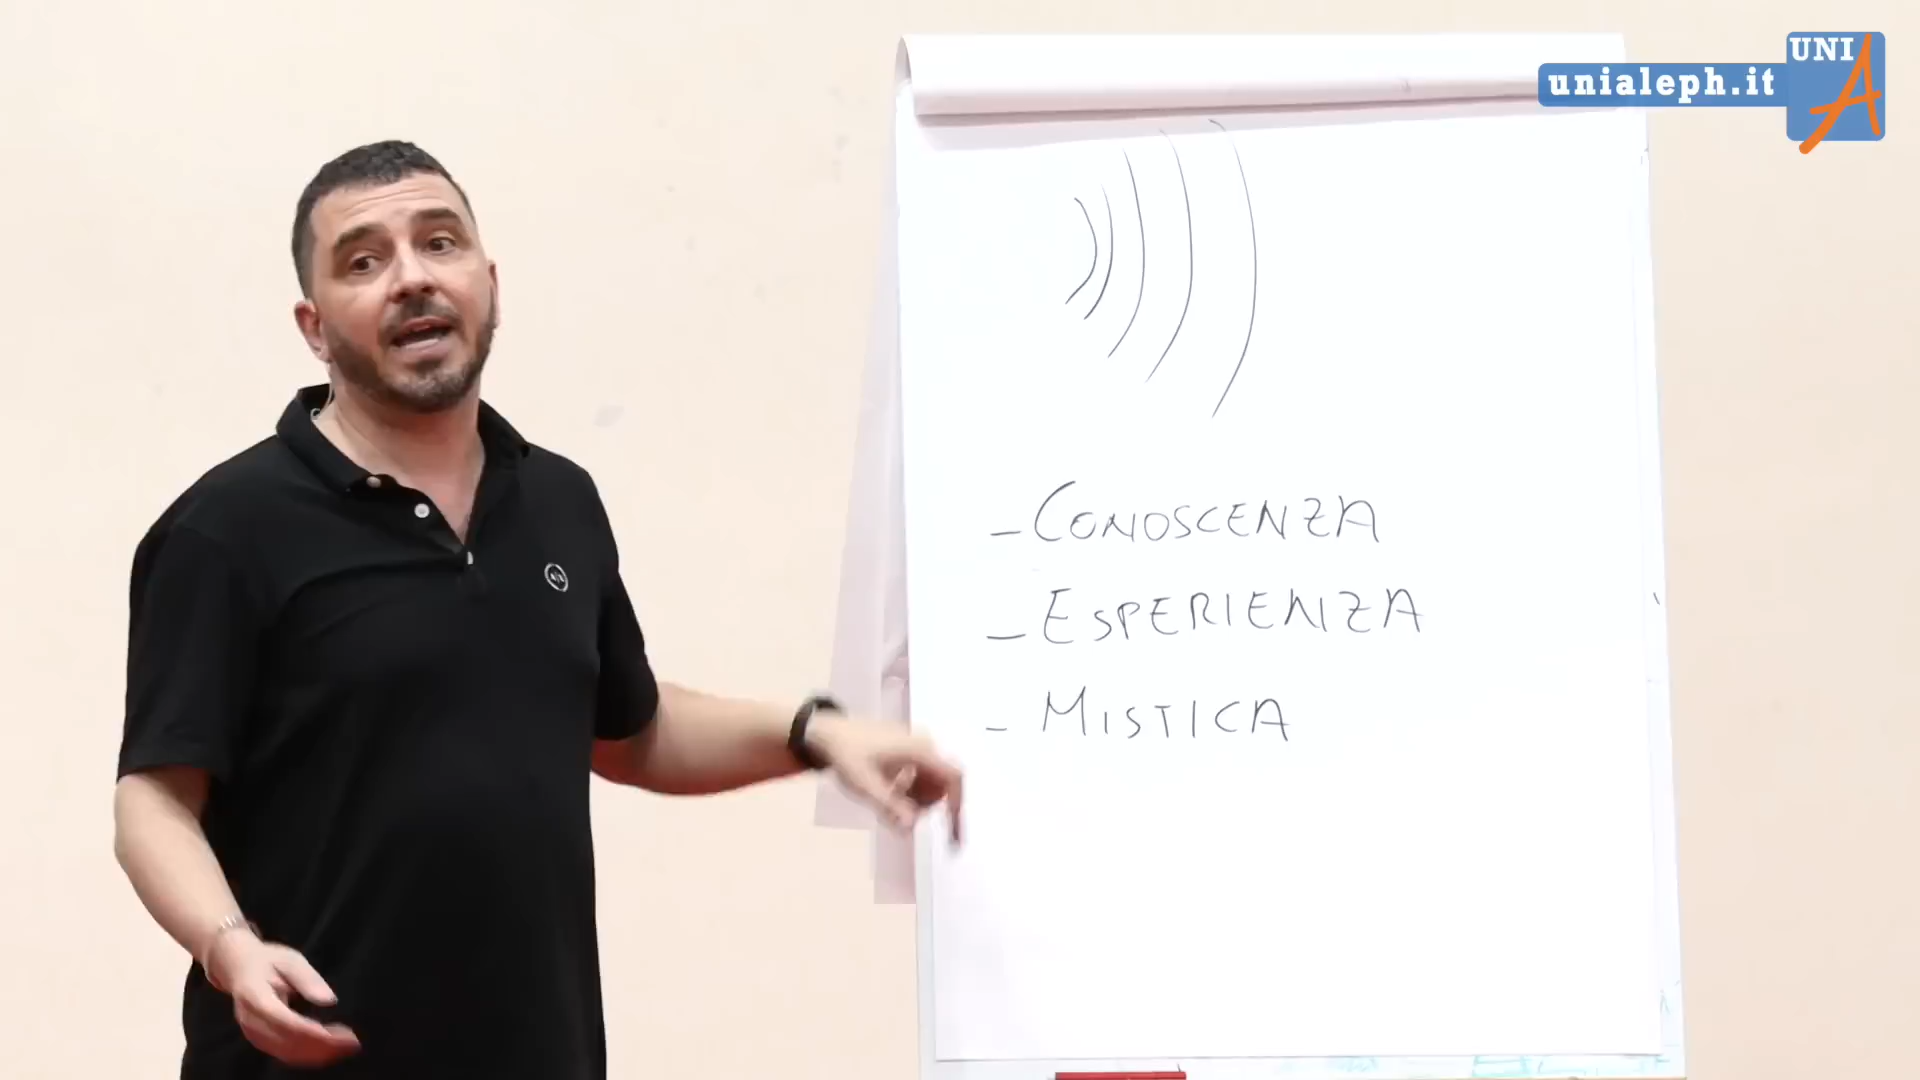 UNI
unialeph.it
A
- CONOSCENZA
- ESPERIENZA
- MISTICA